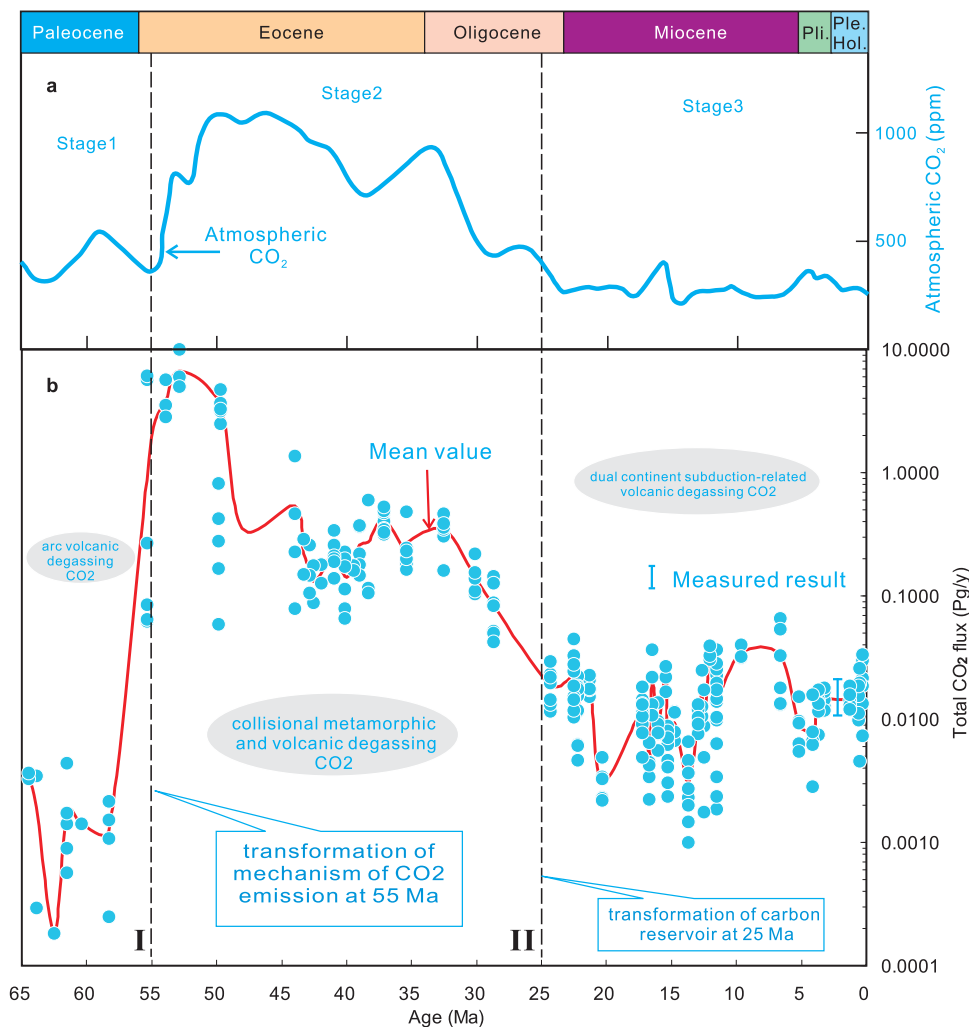 Paleocene
Eocene
Oligocene
Miocene
Pli.
Ple.
Hol.
a
Stage1
Stage2
Stage3
Atmospheric
CO2
1000
500
Atmospheric CO2 (ppm)
b
Mean value
dual continent subduction-related
volcanic degassing CO2
arc volcanic
degassing
CO2
Measured result
collisional metamorphic
and volcanic degassing
CO2
transformation of
mechanism of CO2
emission at 55 Ma
transformation of carbon
reservoir at 25 Ma
I
II
10.0000
1.0000
0.1000
0.0100
0.0010
0.0001
Total CO2 flux (Pg/y)
65 60 55 50 45 40 35 30 25 20 15 10 5 0
Age (Ma)